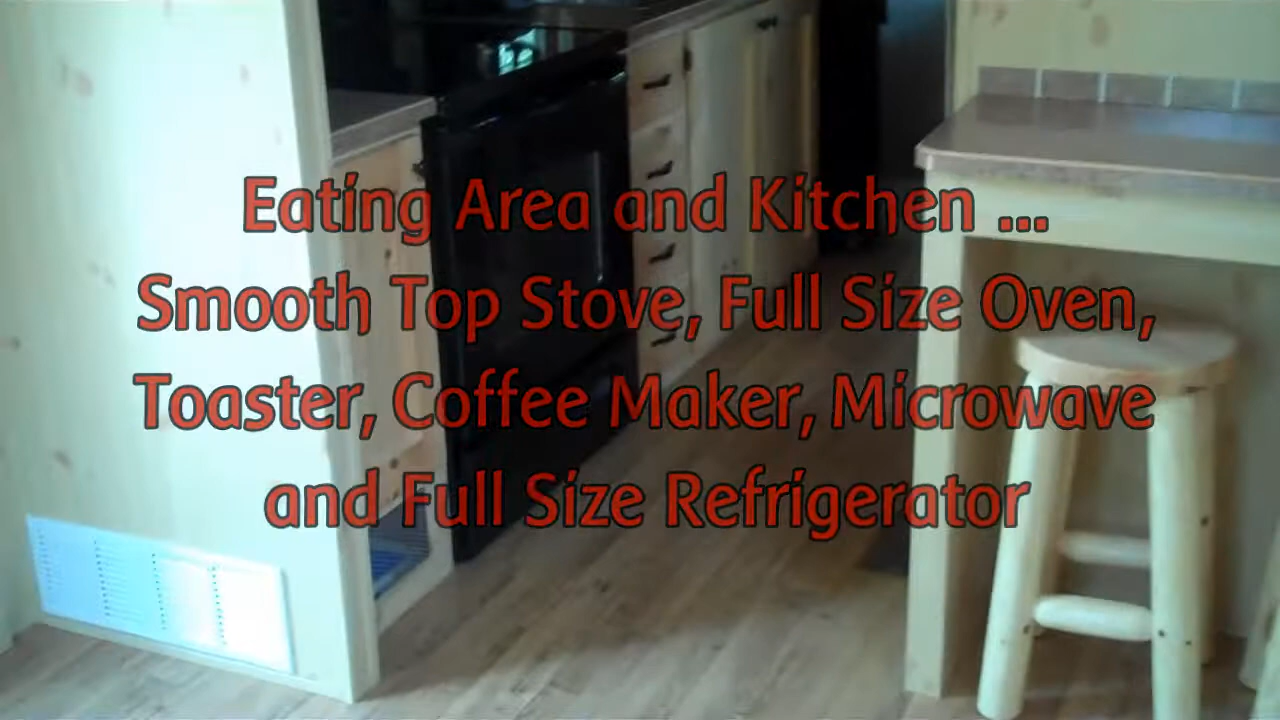 Eating Area and Kitchen ...
Smooth Top Stove, Full Size Oven,
Toaster, Coffee Maker, Microwave
and Full Size Refrigerator